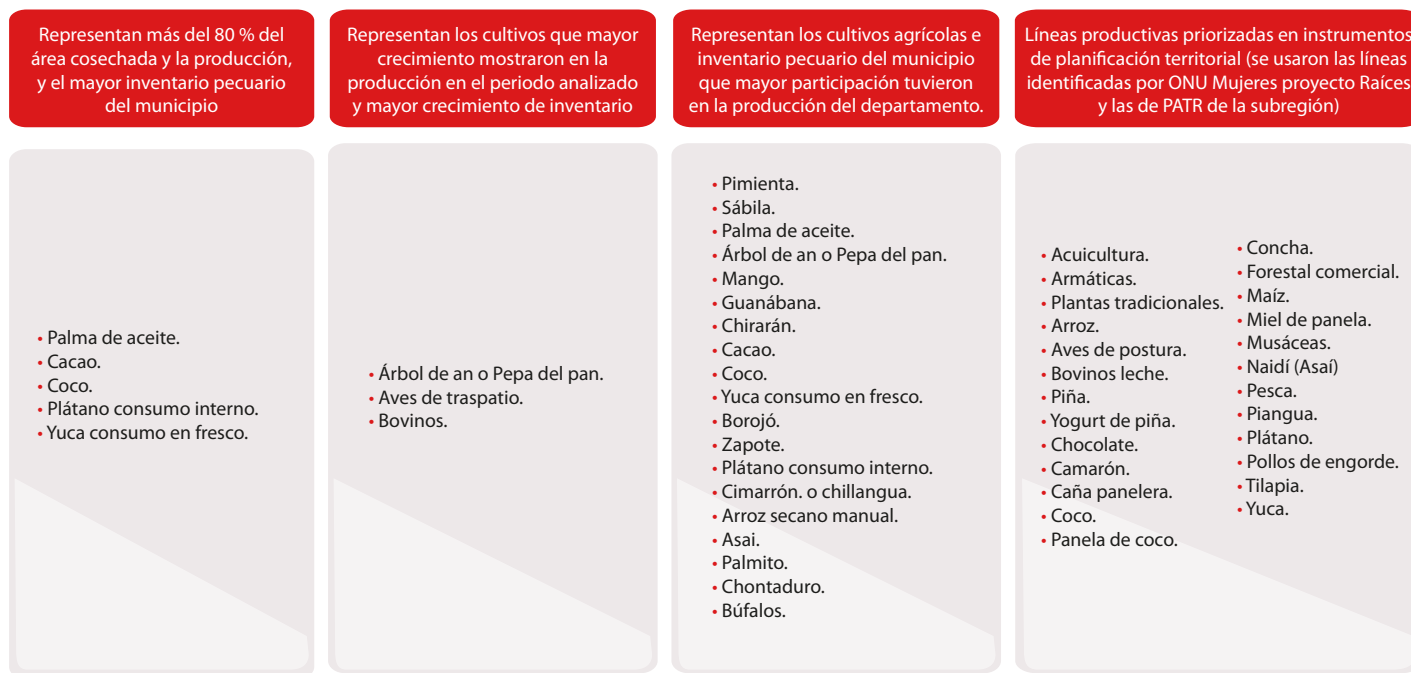 Representan más del 80 % del
área cosechada y la producción,
y el mayor inventario pecuario
del municipio
• Palma de aceite.
• Cacao.
• Coco.
• Plátano consumo interno.
• Yuca consumo en fresco.
Representan los cultivos que mayor
crecimiento mostraron en la
producción en el periodo analizado
y mayor crecimiento de inventario
• Árbol de an o Pepa del pan.
• Aves de traspatio.
• Bovinos.
Representan los cultivos agrícolas e
inventario pecuario del municipio
que mayor participación tuvieron
en la producción del departamento.
• Pimienta.
• Sábila.
• Palma de aceite.
• Árbol de an o Pepa del pan.
• Mango.
• Guanábana.
• Chirarán.
• Cacao.
• Coco.
• Yuca consumo en fresco.
• Borojó.
• Zapote.
• Plátano consumo interno.
• Cimarrón. o chillangua.
• Arroz secano manual.
• Asai.
• Palmito.
• Chontaduro.
• Búfalos.
Líneas productivas priorizadas en instrumentos
de planificación territorial (se usaron las líneas
identificadas por ONU Mujeres proyecto Raíces
y las de PATR de la subregión)
• Acuicultura.
• Armáticas.
• Plantas tradicionales.
• Arroz.
• Aves de postura.
• Bovinos leche.
• Piña.
• Yogurt de piña.
• Chocolate.
• Camarón.
• Caña panelera.
• Coco.
• Panela de coco.
• Concha.
• Forestal comercial.
• Maíz.
• Miel de panela.
• Musáceas.
• Naidí (Asaí)
• Pesca.
• Piangua.
• Plátano.
• Pollos de engorde.
• Tilapia.
• Yuca.